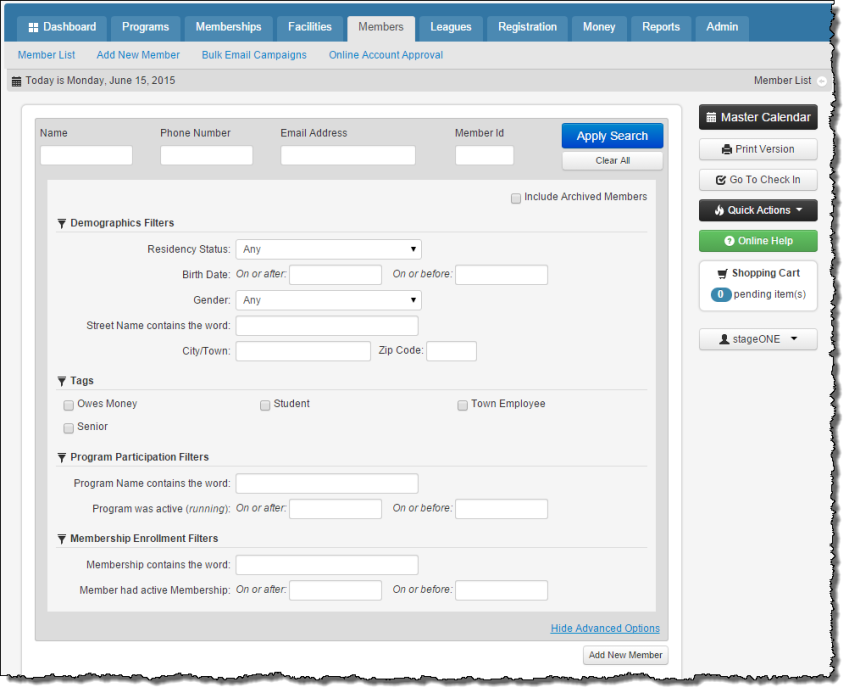 Dashboard Programs Memberships Facilities Members Leagues Registration Money Reports Admin
Member List Add New Member Bulk Email Campaigns Online Account Approval
Today is Monday, June 15, 2015 Member List
Name Phone Number Email Address Member Id Apply Search
Clear All
Include Archived Members
Demographics Filters
Residency Status: Any
Birth Date: On or after: On or before:
Gender: Any
Street Name contains the word:
City/Town: Zip Code:
Tags
Owes Money Student Town Employee
Senior
Program Participation Filters
Program Name contains the word:
Program was active (running): On or after: On or before:
Membership Enrollment Filters
Membership contains the word:
Member had active Membership: On or after: On or before:
Hide Advanced Options
Add New Member
Master Calendar
Print Version
Go To Check In
Quick Actions
Online Help
Shopping Cart
0 pending item(s)
stageONE